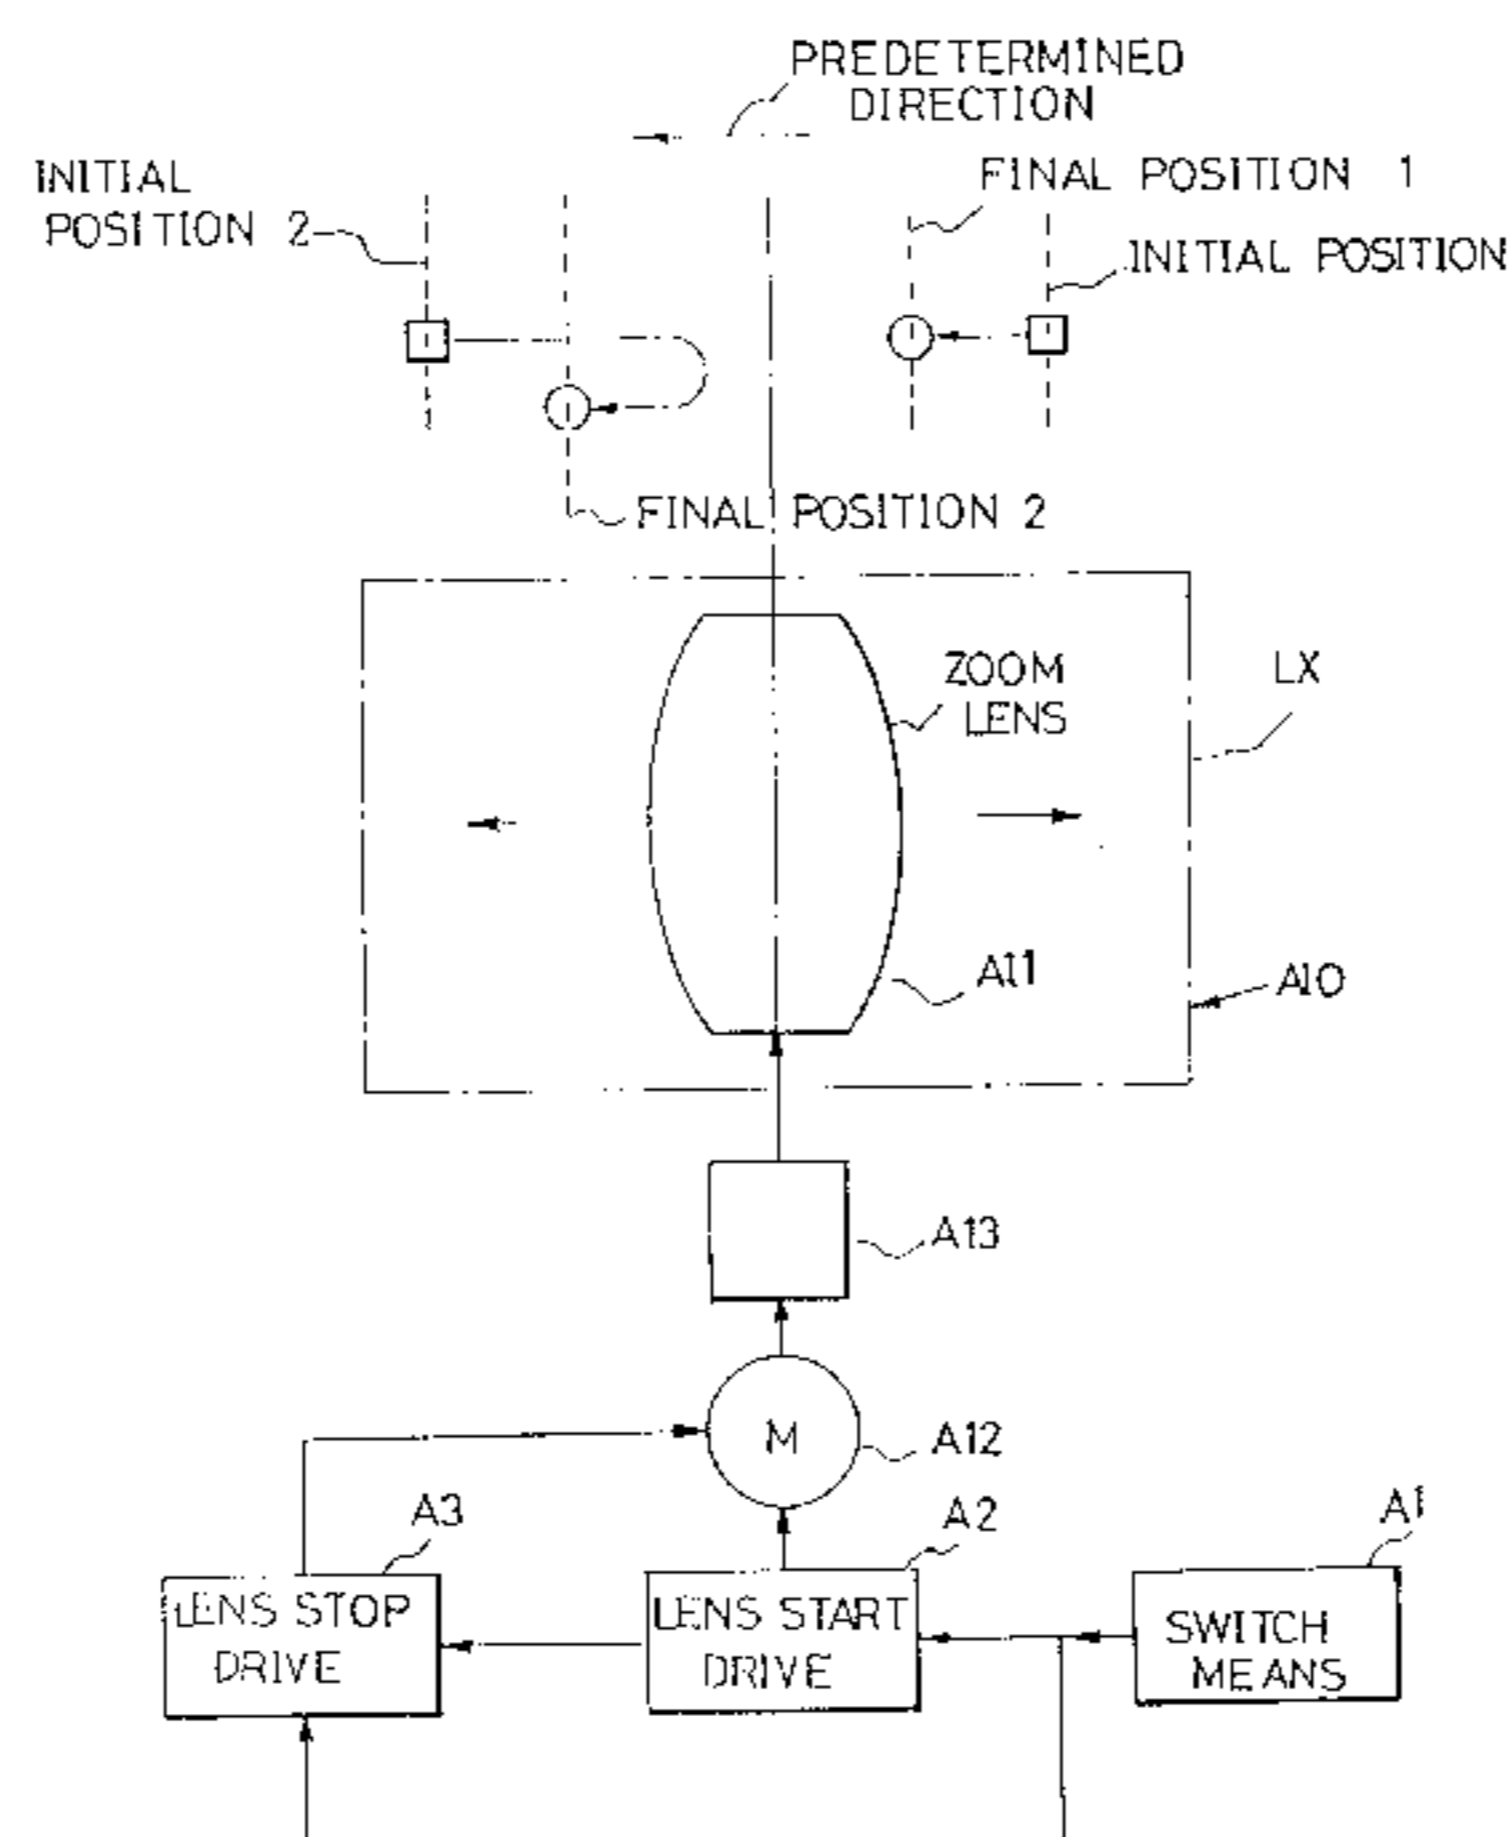 PREDETERMINED
DIRECTION
INITIAL
POSITION 2
FINAL POSITION 1
INITIAL POSITION
FINAL POSITION 2
ZOOM
LENS
LX
A11
A10
A13
M
A12
A3
A2
A1
LENS STOP
DRIVE
LENS START
DRIVE
SWITCH
MEANS